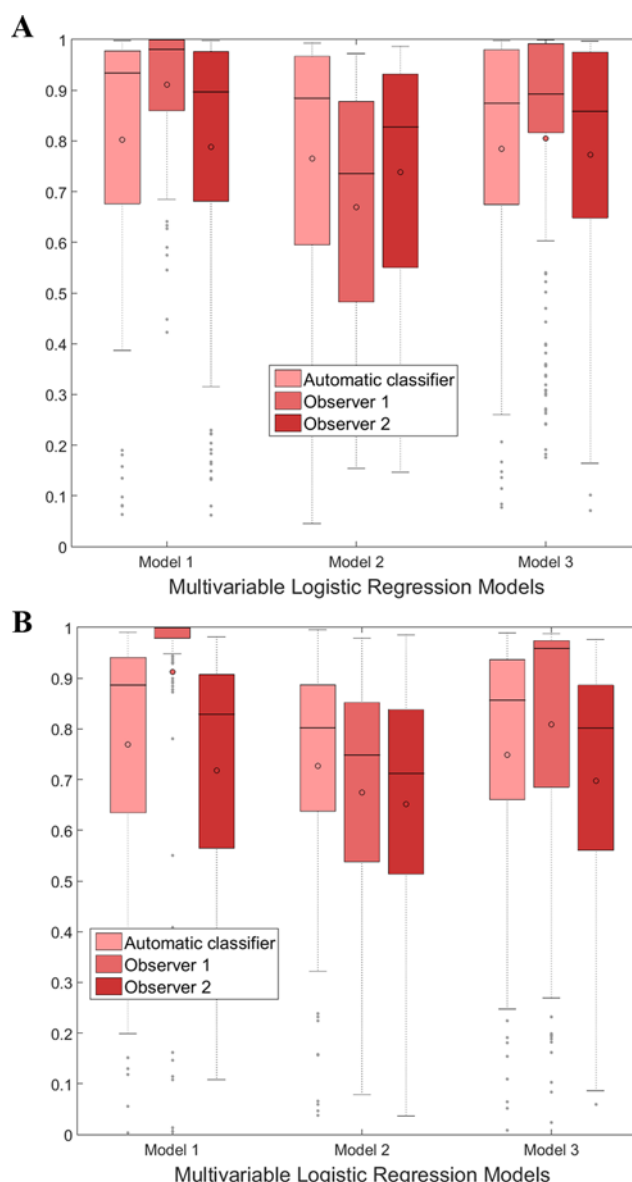 A
1
0.9
0.8
0.7
0.6
0.5
0.4
0.3
0.2
0.1
0
Automatic classifier
Observer 1
Observer 2
Model 1 Model 2 Model 3
Multivariable Logistic Regression Models
B
1
0.9
0.8
0.7
0.6
0.5
0.4
0.3
0.2
0.1
0
Automatic classifier
Observer 1
Observer 2
Model 1 Model 2 Model 3
Multivariable Logistic Regression Models